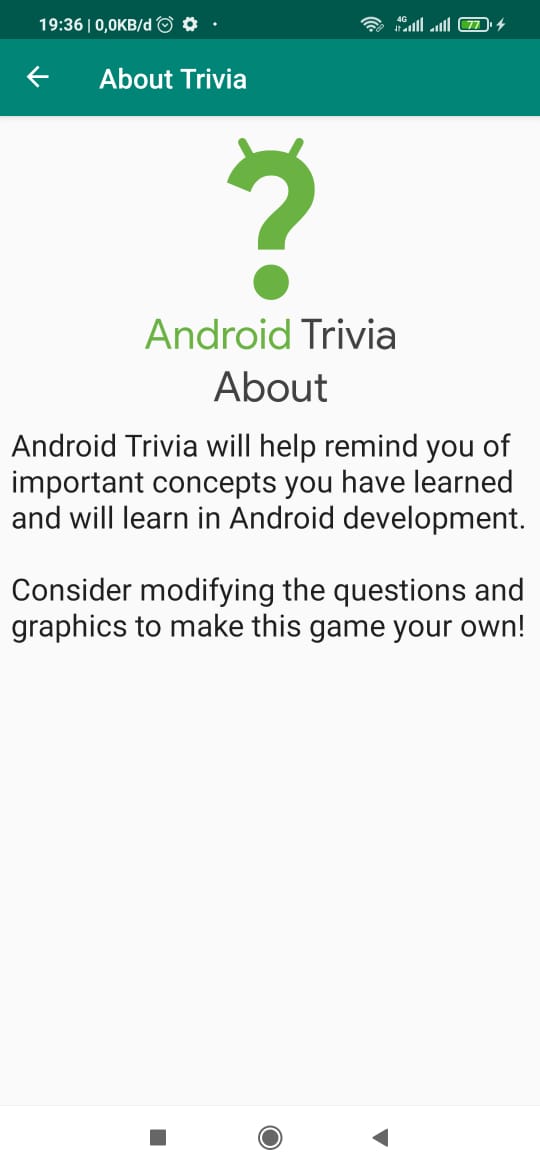 19:36 | 0,0KB/d
4G
77
About Trivia
Android Trivia
About
Android Trivia will help remind you of
important concepts you have learned
and will learn in Android development.
Consider modifying the questions and
graphics to make this game your own!